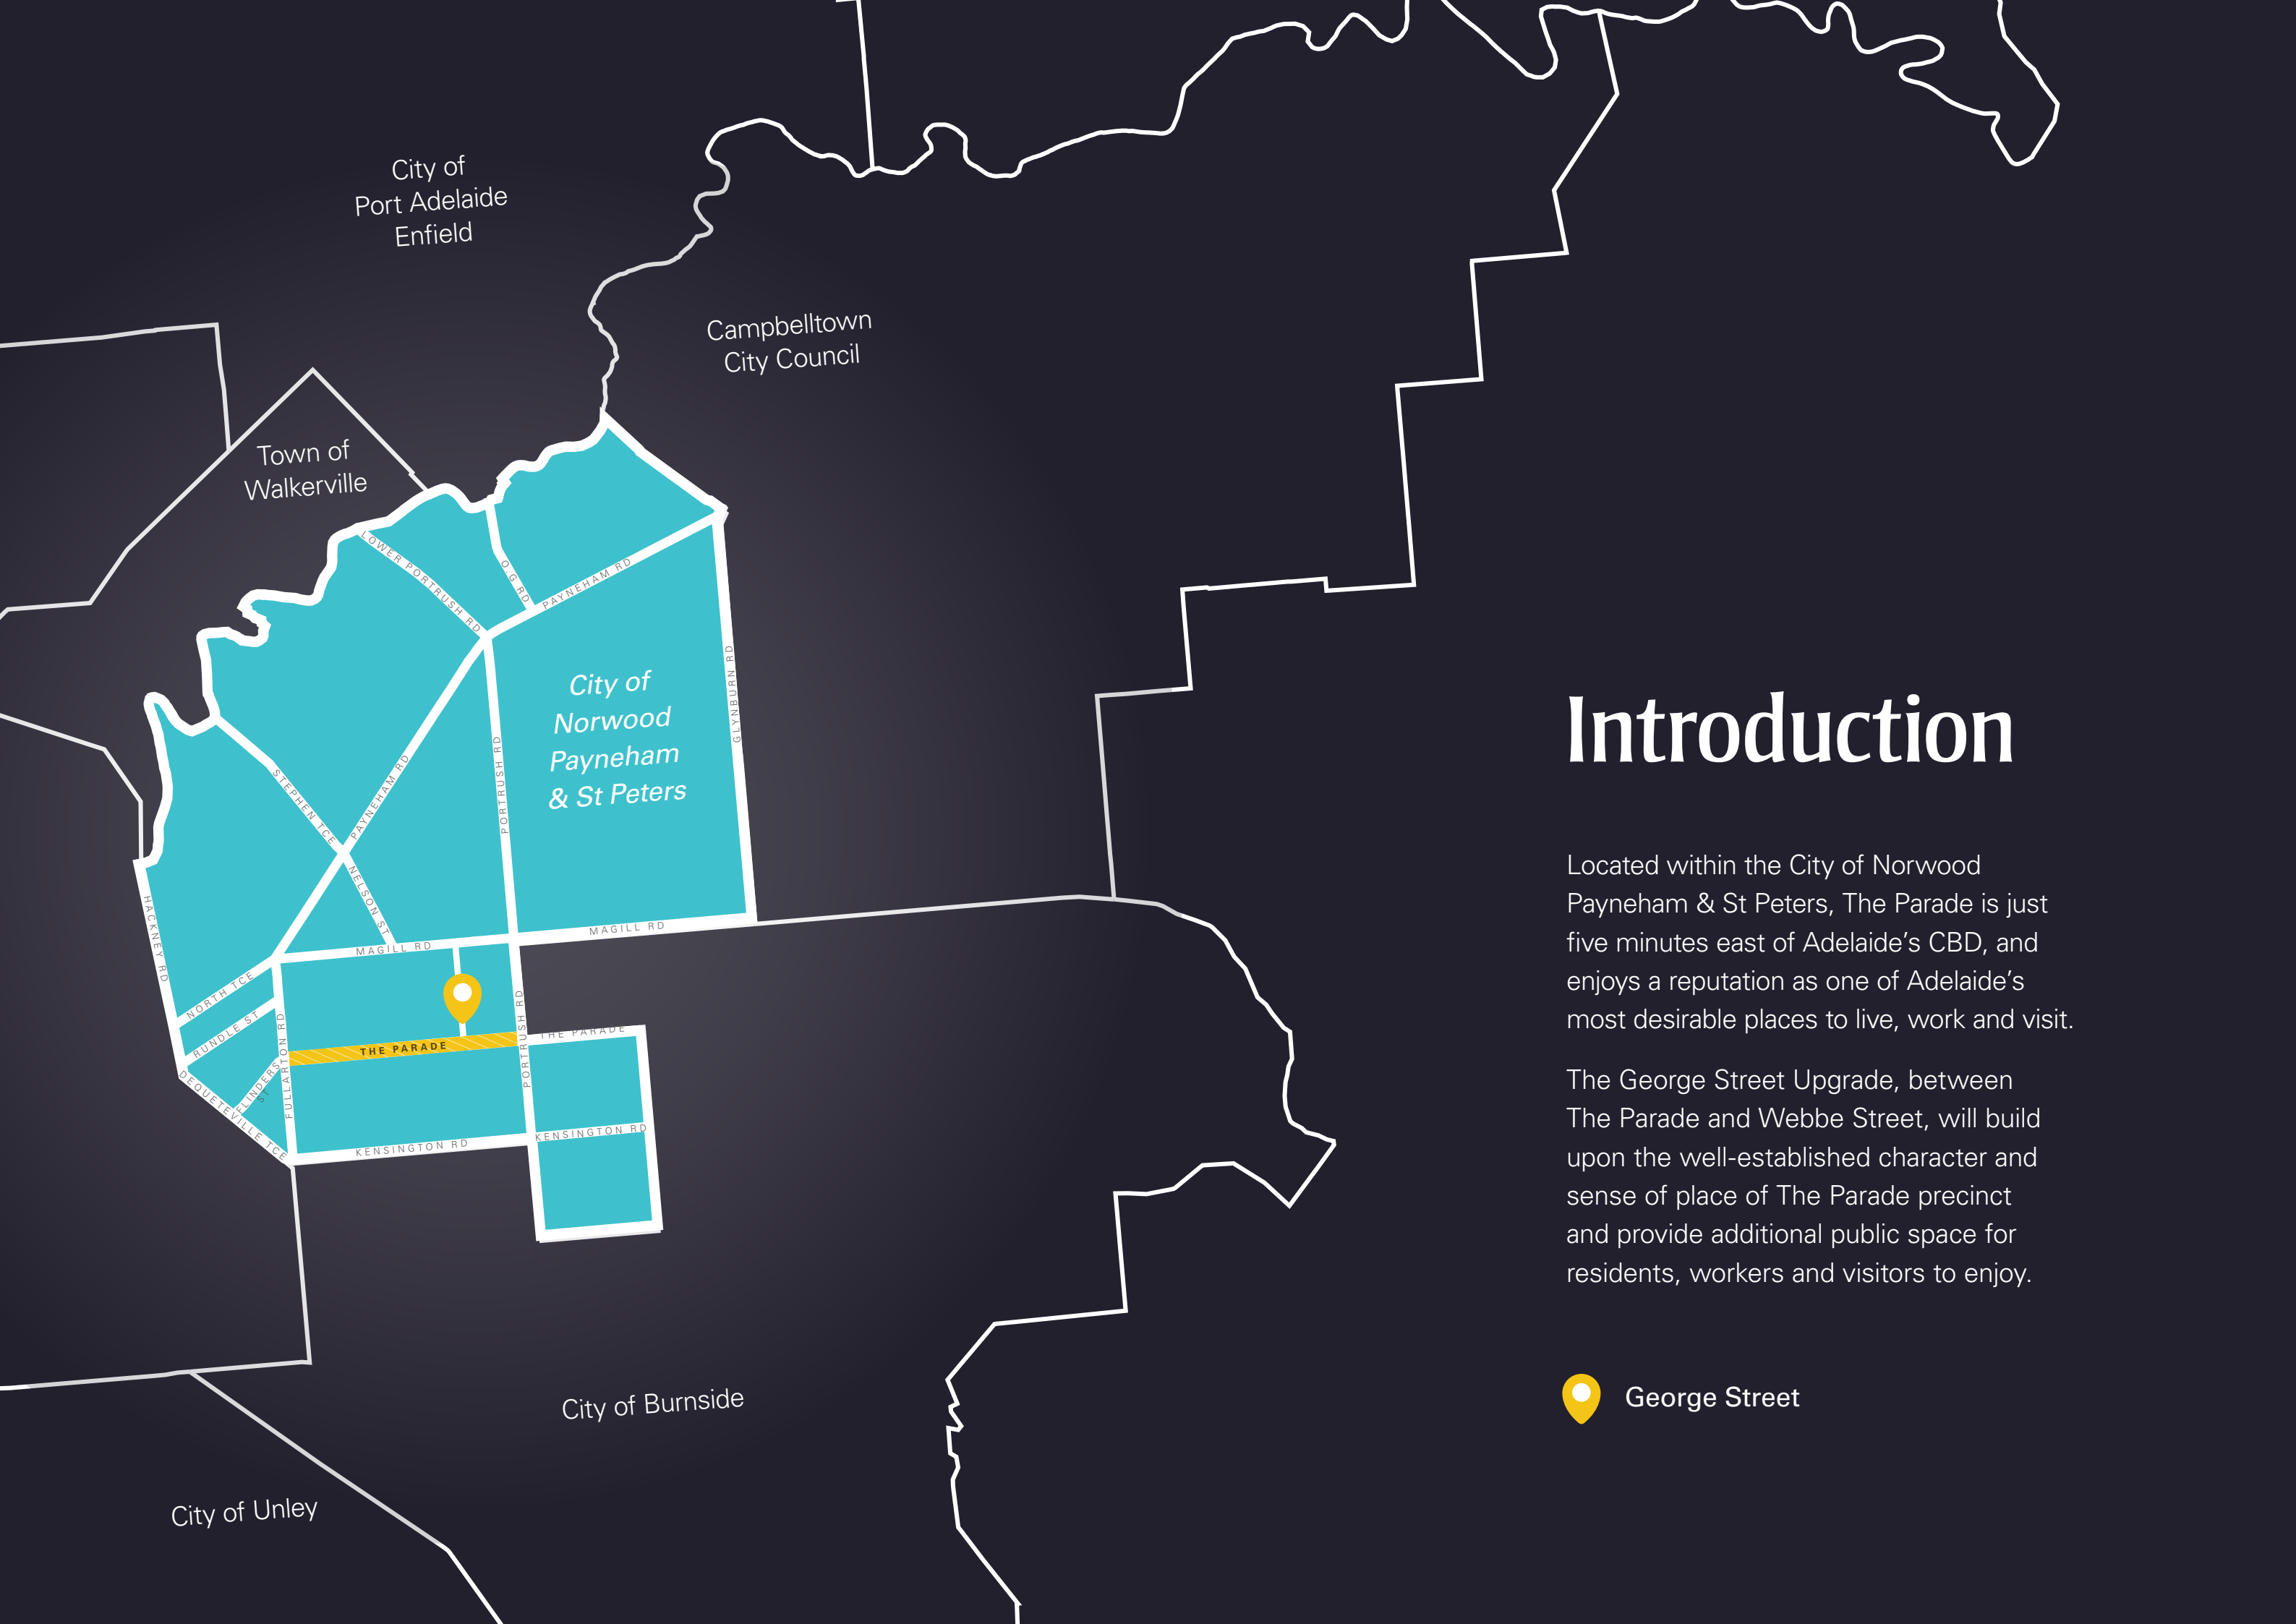 City of
Port Adelaide
Enfield
Campbelltown
City Council
Town of
Walkerville
LOWER PORTRUSH RD
O.G RD
PAYNEHAM RD
GLYNBURN RD
City of
Norwood
Payneham
& St Peters
PORTRUSH RD
PAYNEHAM RD
STEPHEN TCE
NELSON ST
HACKNEY RD
MAGILL RD
MAGILL RD
NORTH TCE
RUNDLE ST
FULLARTON RD
THE PARADE
THE PARADE
PORTRUSH RD
FLINDERS
ST
DEQUETEVILLE TCE
KENSINGTON RD
KENSINGTON RD
City of Burnside
City of Unley
Introduction
Located within the City of Norwood
Payneham & St Peters, The Parade is just
five minutes east of Adelaide’s CBD, and
enjoys a reputation as one of Adelaide’s
most desirable places to live, work and visit.
The George Street Upgrade, between
The Parade and Webbe Street, will build
upon the well-established character and
sense of place of The Parade precinct
and provide additional public space for
residents, workers and visitors to enjoy.
George Street